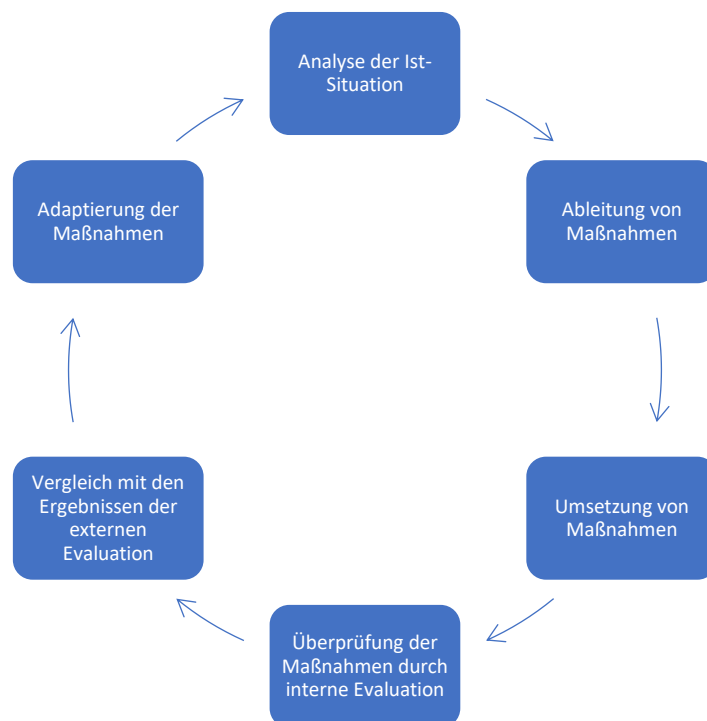 Analyse der Ist-
Situation
Ableitung von
Maßnahmen
Umsetzung von
Maßnahmen
Überprüfung der
Maßnahmen durch
interne Evaluation
Vergleich mit den
Ergebnissen der
externen
Evaluation
Adaptierung der
Maßnahmen